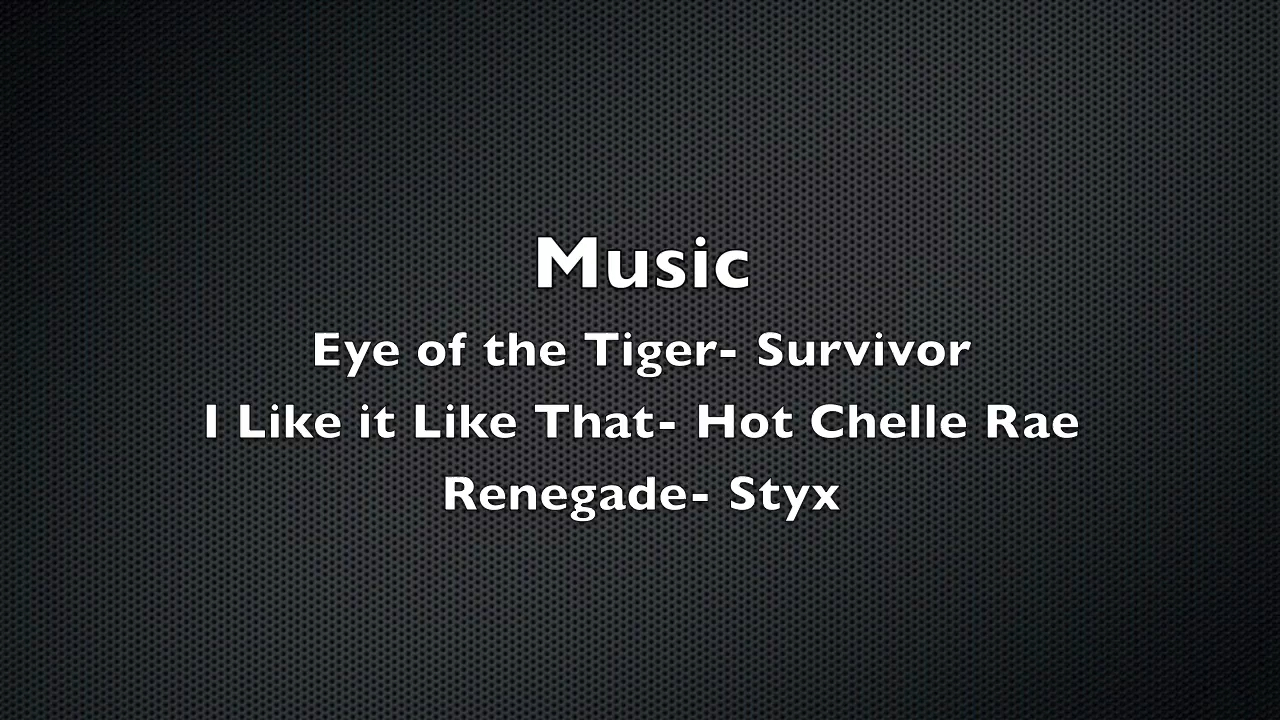 Music
Eye of the Tiger- Survivor
I Like it Like That- Hot Chelle Rae
Renegade- Styx